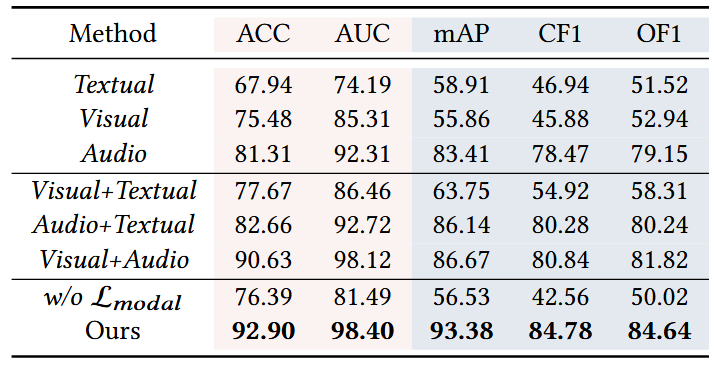 Method ACC AUC mAP CF1 OF1
Textual 67.94 74.19 58.91 46.94 51.52
Visual 75.48 85.31 55.86 45.88 52.94
Audio 81.31 92.31 83.41 78.47 79.15
Visual+Textual 77.67 86.46 63.75 54.92 58.31
Audio+Textual 82.66 92.72 86.14 80.28 80.24
Visual+Audio 90.63 98.12 86.67 80.84 81.82
w/o ℒmodal 76.39 81.49 56.53 42.56 50.02
Ours 92.90 98.40 93.38 84.78 84.64